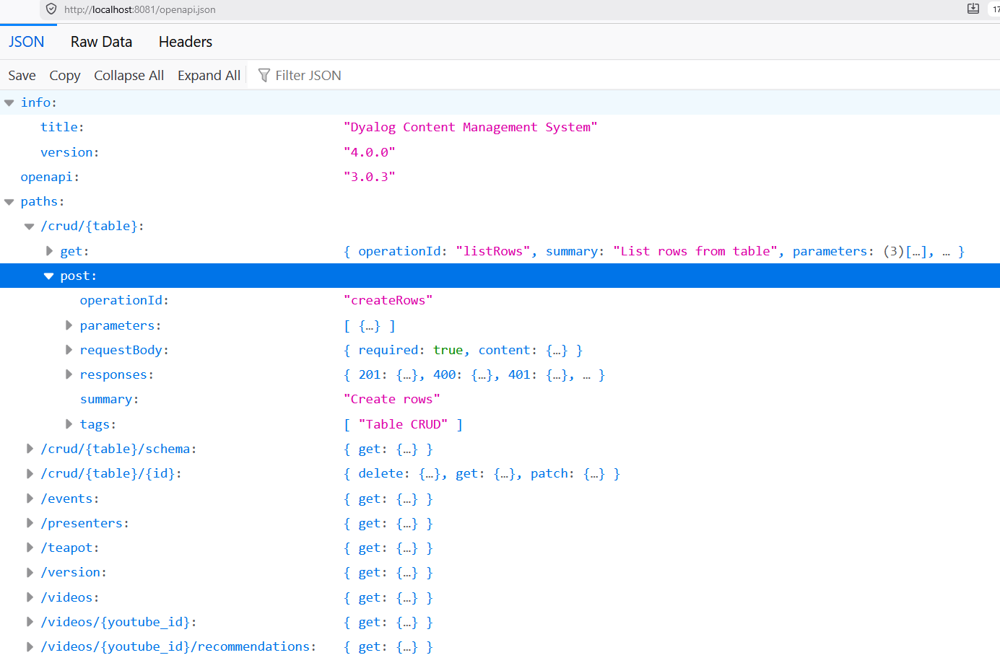 http://localhost:8081/openapi.json
JSON Raw Data Headers
Save Copy Collapse All Expand All Filter JSON
info:
title: "Dyalog Content Management System"
version: "4.0.0"
openapi: "3.0.3"
paths:
/crud/{table}:
get: { operationId: "listRows", summary: "List rows from table", parameters: (3)[…], … }
post:
operationId: "createRows"
parameters: [ {…} ]
requestBody: { required: true, content: {…} }
responses: { 201: {…}, 400: {…}, 401: {…}, … }
summary: "Create rows"
tags: [ "Table CRUD" ]
/crud/{table}/schema: { get: {…} }
/crud/{table}/{id}: { delete: {…}, get: {…}, patch: {…} }
/events: { get: {…} }
/presenters: { get: {…} }
/teapot: { get: {…} }
/version: { get: {…} }
/videos: { get: {…} }
/videos/{youtube_id}: { get: {…} }
/videos/{youtube_id}/recommendations: { get: {…} }